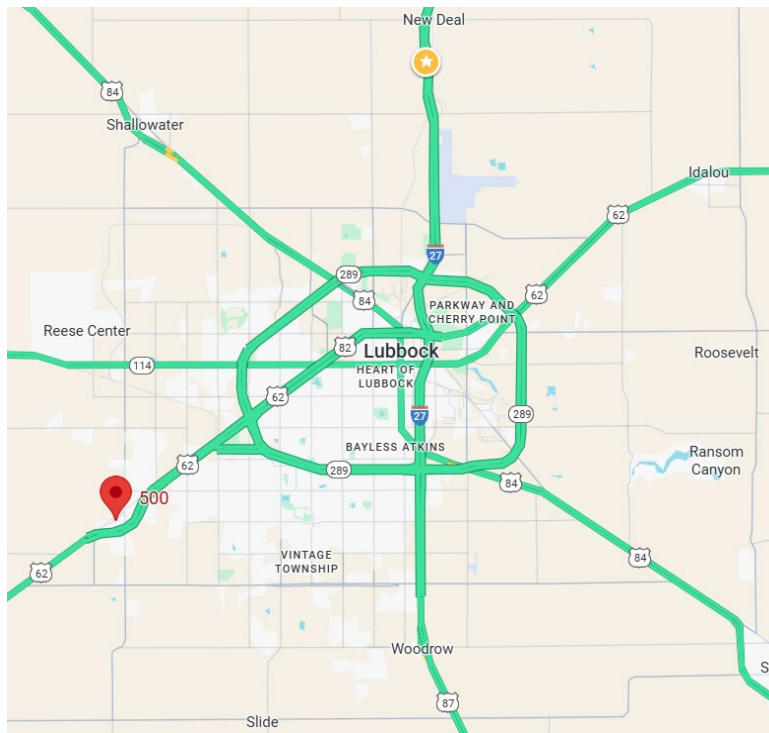 New Deal
84
Shallowater
Idalou
62
27
289
62
84
PARKWAY AND
CHERRY POINT
Reese Center
82
Lubbock
Roosevelt
114
HEART OF
LUBBOCK
62
27
289
BAYLESS ATKINS
Ransom
Canyon
62
289
84
500
84
VINTAGE
TOWNSHIP
62
Woodrow
S
87
Slide